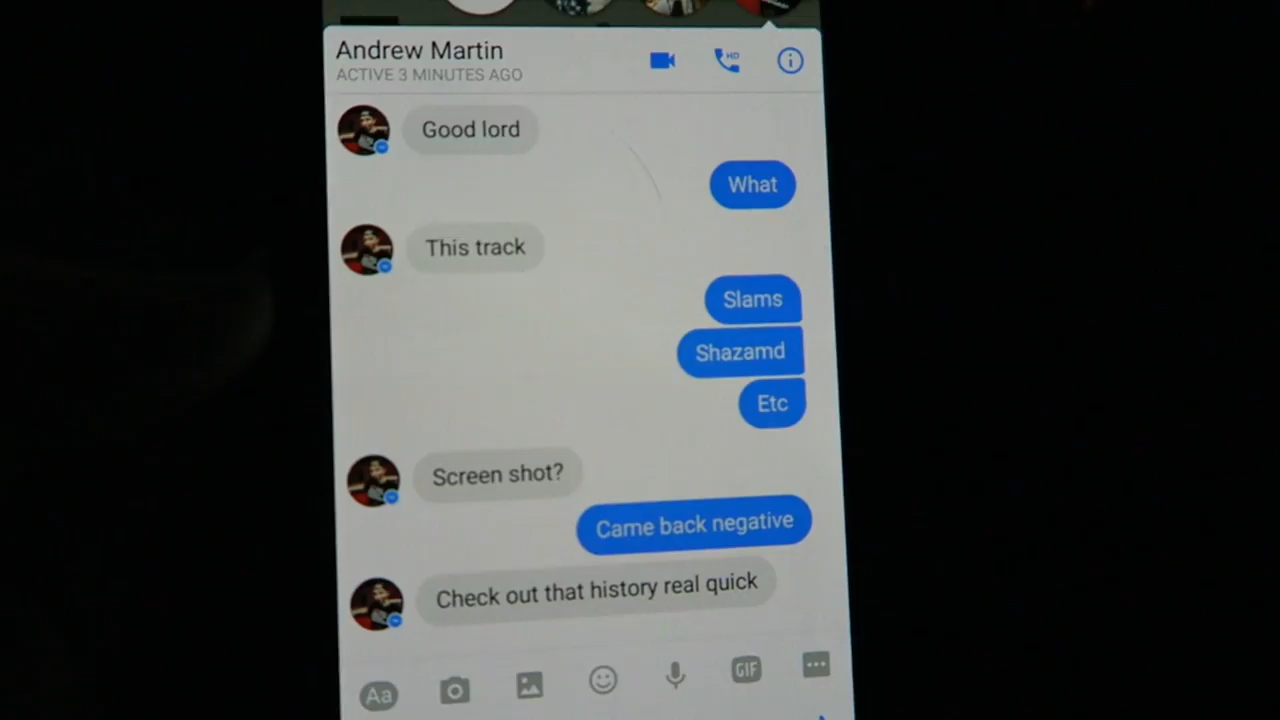 Andrew Martin
ACTIVE 3 MINUTES AGO
HD
Good lord
What
This track
Slams
Shazamd
Etc
Screen shot?
Came back negative
Check out that history real quick
Aa
GIF